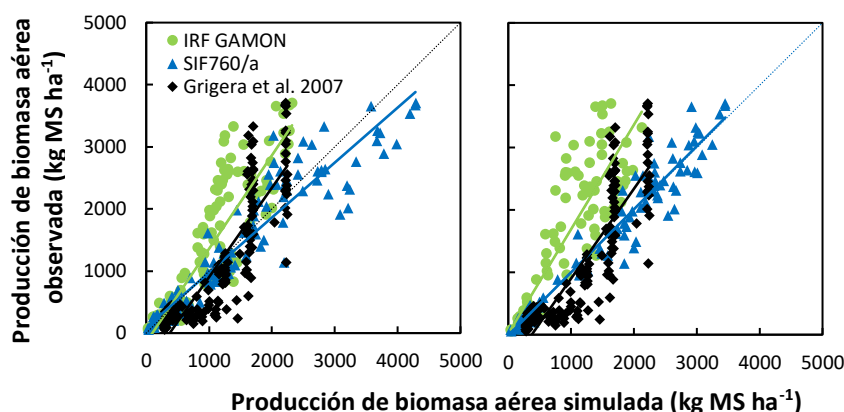 Producción de biomasa aérea
observada (kg MS ha⁻¹)
5000
4000
3000
2000
1000
0
IRF GAMON
SIF760/a
Grigera et al. 2007
0 1000 2000 3000 4000 5000
0 1000 2000 3000 4000 5000
Producción de biomasa aérea simulada (kg MS ha⁻¹)